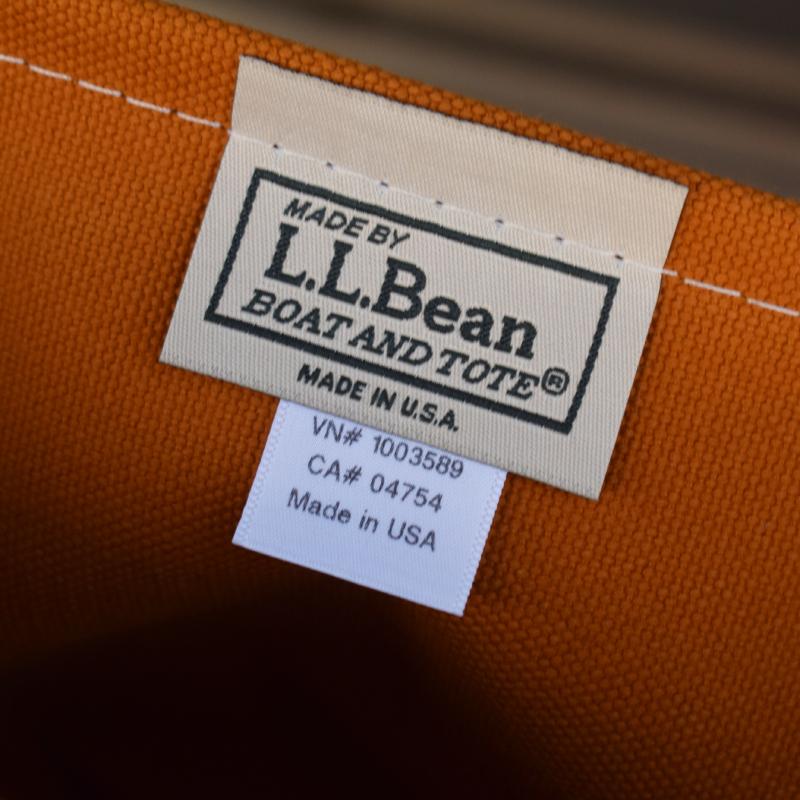 MADE BY
L.L.Bean
BOAT AND TOTE®
MADE IN U.S.A.
VN# 1003589
CA# 04754
Made in USA